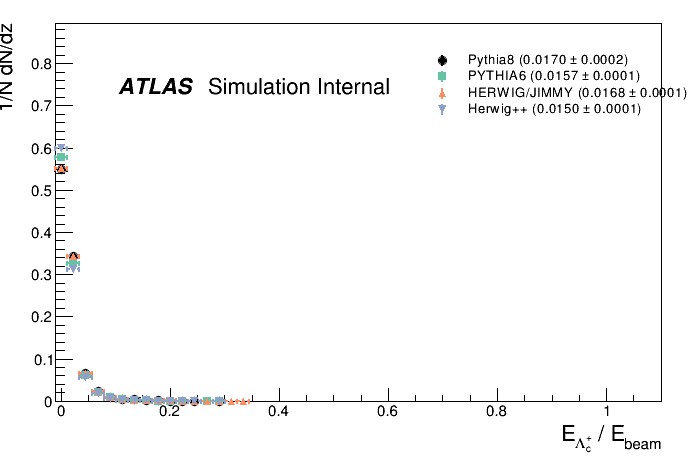 1/N dN/dz
0.8
0.7
0.6
0.5
0.4
0.3
0.2
0.1
0
ATLAS Simulation Internal
Pythia8 (0.0170 ± 0.0002)
PYTHIA6 (0.0157 ± 0.0001)
HERWIG/JIMMY (0.0168 ± 0.0001)
Herwig++ (0.0150 ± 0.0001)
0 0.2 0.4 0.6 0.8 1
E_{Λ_c^+} / E_{beam}